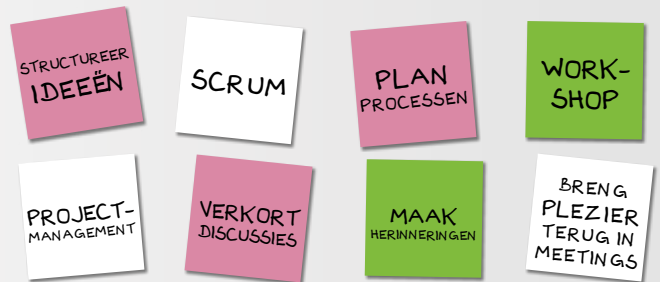 STRUCTUREER
IDEEËN
SCRUM
PLAN
PROCESSEN
WORK-
SHOP
PROJECT-
MANAGEMENT
VERKORT
DISCUSSIES
MAAK
HERINNERINGEN
BRENG
PLEZIER
TERUG IN
MEETINGS